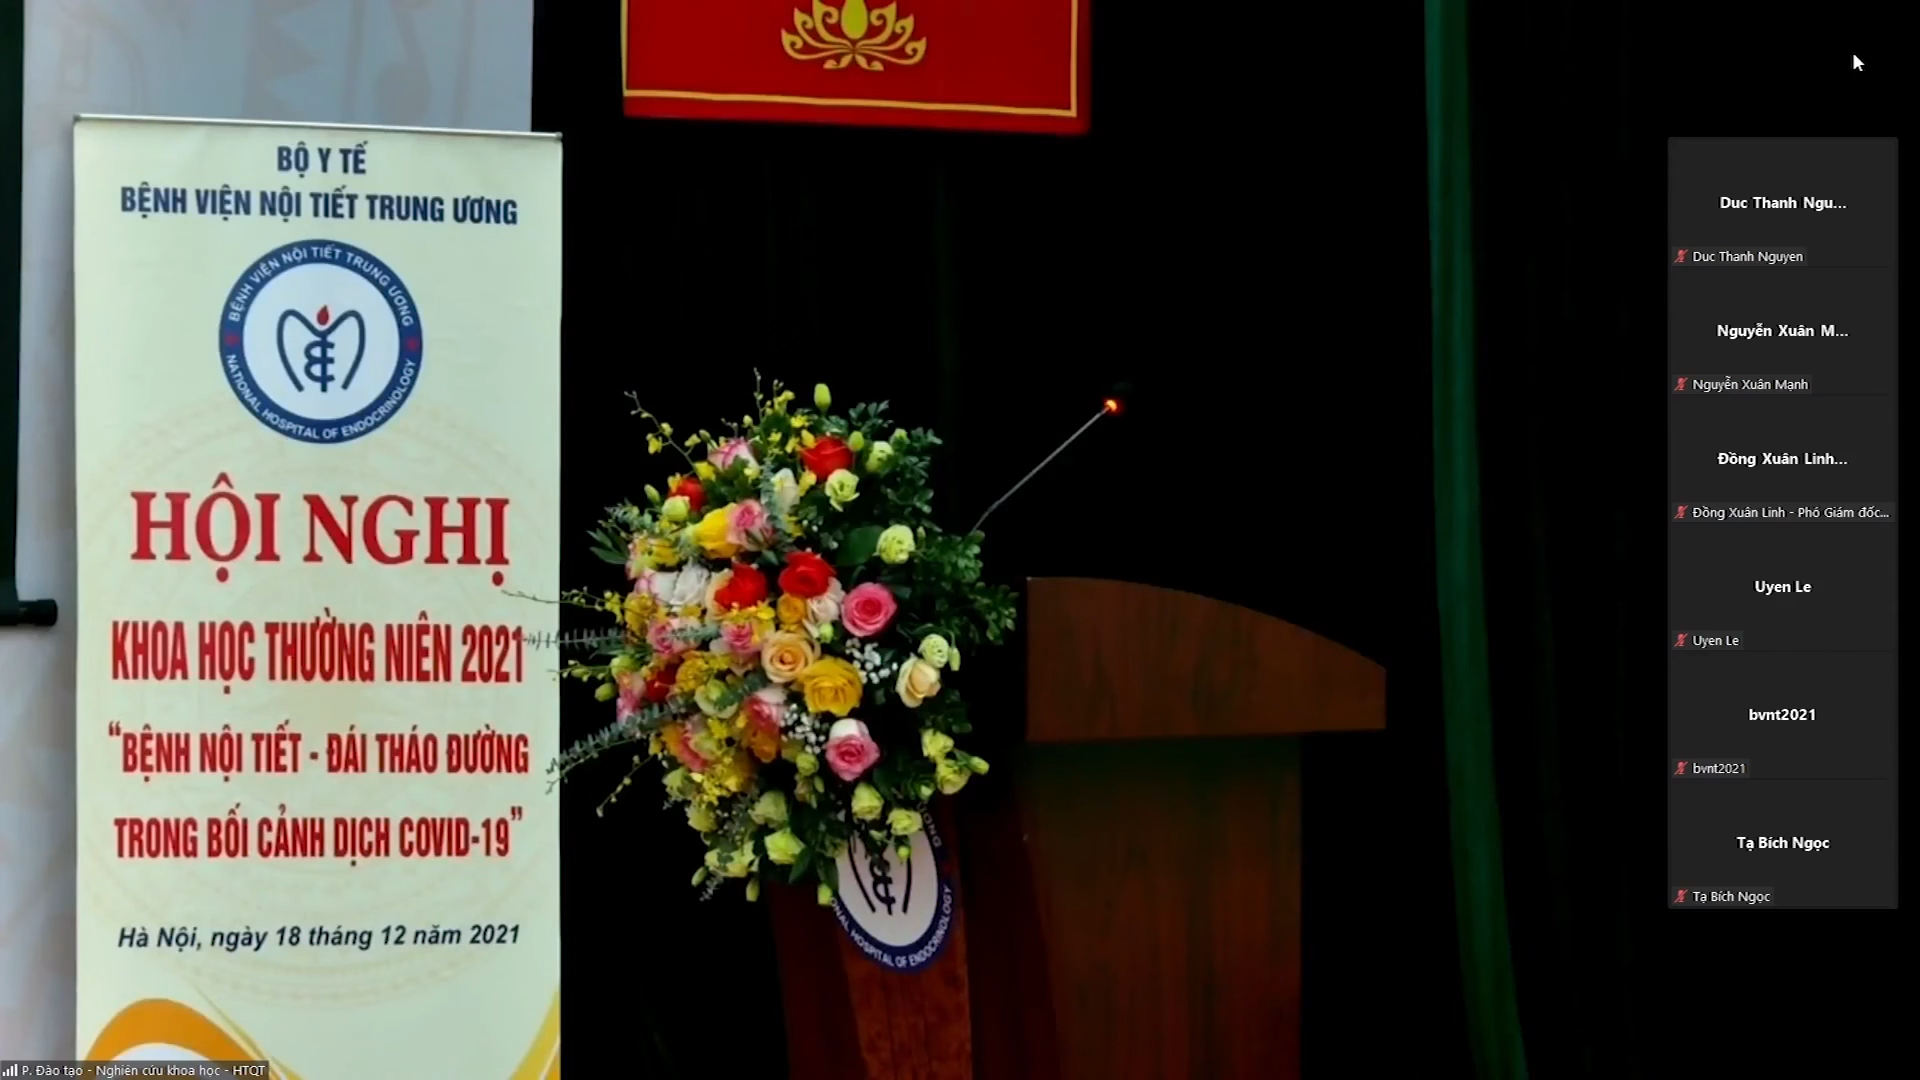 BỘ Y TẾ
BỆNH VIỆN NỘI TIẾT TRUNG ƯƠNG
BỆNH VIỆN NỘI TIẾT TRUNG ƯƠNG
NATIONAL HOSPITAL OF ENDOCRINOLOGY
HỘI NGHỊ
KHOA HỌC THƯỜNG NIÊN 2021
“BỆNH NỘI TIẾT - ĐÁI THÁO ĐƯỜNG
TRONG BỐI CẢNH DỊCH COVID-19”
Hà Nội, ngày 18 tháng 12 năm 2021
HOSPITAL OF ENDOCRINOLOGY
P. Đào tạo - Nghiên cứu khoa học - HTQT
Duc Thanh Ngu...
Duc Thanh Nguyen
Nguyễn Xuân M...
Nguyễn Xuân Mạnh
Đồng Xuân Linh...
Đồng Xuân Linh - Phó Giám đốc...
Uyen Le
Uyen Le
bvnt2021
bvnt2021
Tạ Bích Ngọc
Tạ Bích Ngọc